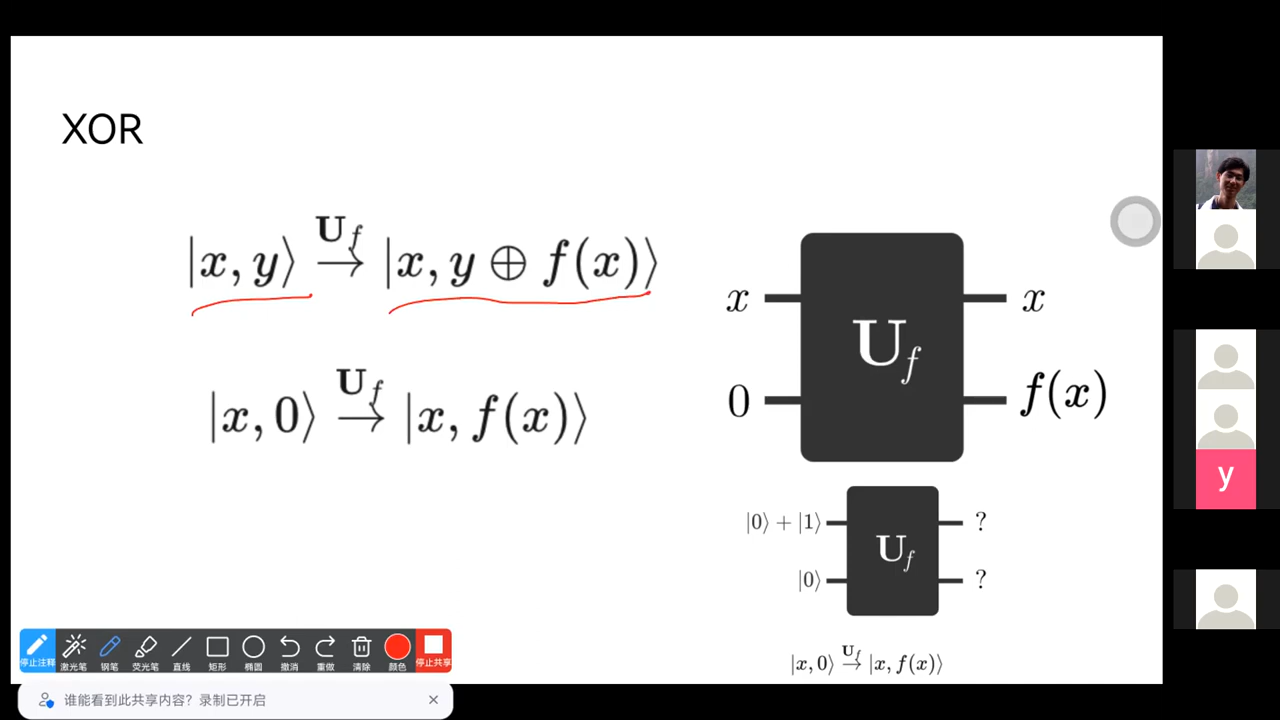 XOR
|x, y⟩ U_f → |x, y ⊕ f(x)⟩
|x, 0⟩ U_f → |x, f(x)⟩
x U_f x
0 f(x)
|0⟩ + |1⟩ U_f ?
|0⟩ ?
|x, 0⟩ U_f → |x, f(x)⟩
y
停止注释 激光笔 钢笔 荧光笔 直线 矩形 椭圆 撤消 重做 清除 颜色 停止共享
谁能看到此共享内容？录制已开启